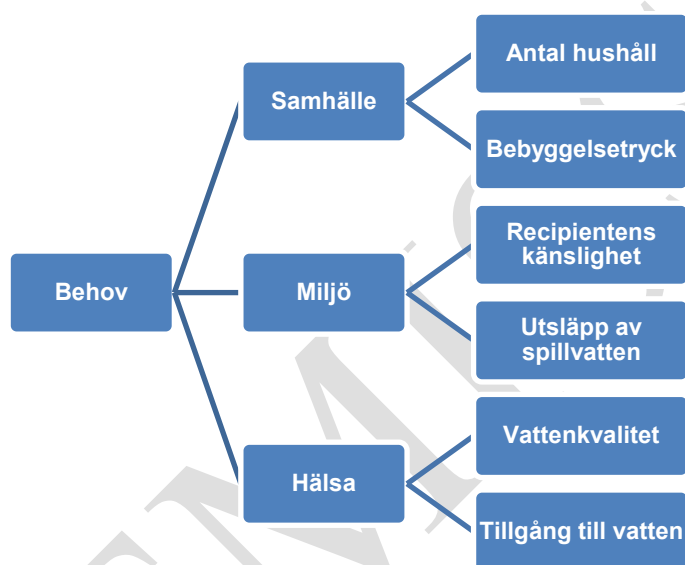 Behov
Samhälle
Antal hushåll
Bebyggelsetryck
Miljö
Recipientens
känslighet
Utsläpp av
spillvatten
Hälsa
Vattenkvalitet
Tillgång till vatten